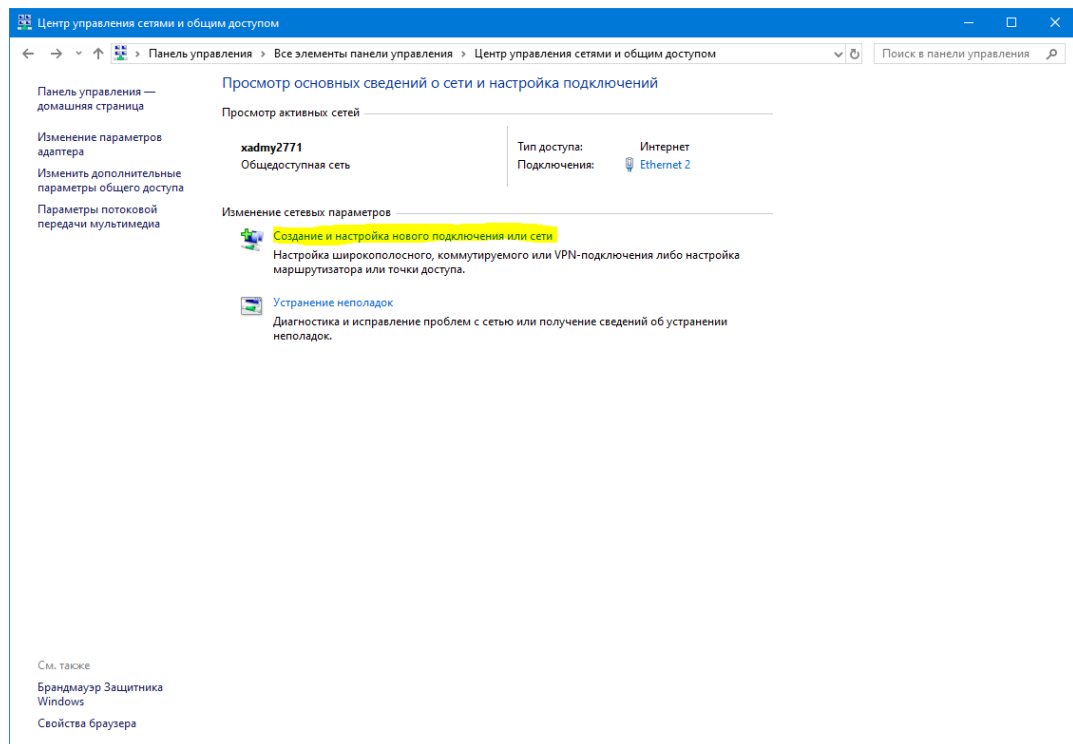 Центр управления сетями и общим доступом
Панель управления > Все элементы панели управления > Центр управления сетями и общим доступом
Поиск в панели управления
Панель управления —
домашняя страница
Изменение параметров
адаптера
Изменить дополнительные
параметры общего доступа
Параметры потоковой
передачи мультимедиа
Просмотр основных сведений о сети и настройка подключений
Просмотр активных сетей
xadmy2771
Общедоступная сеть
Тип доступа: Интернет
Подключения: Ethernet 2
Изменение сетевых параметров
Создание и настройка нового подключения или сети
Настройка широкополосного, коммутируемого или VPN-подключения либо настройка
маршрутизатора или точки доступа.
Устранение неполадок
Диагностика и исправление проблем с сетью или получение сведений об устранении
неполадок.
См. также
Брандмауэр Защитника
Windows
Свойства браузера